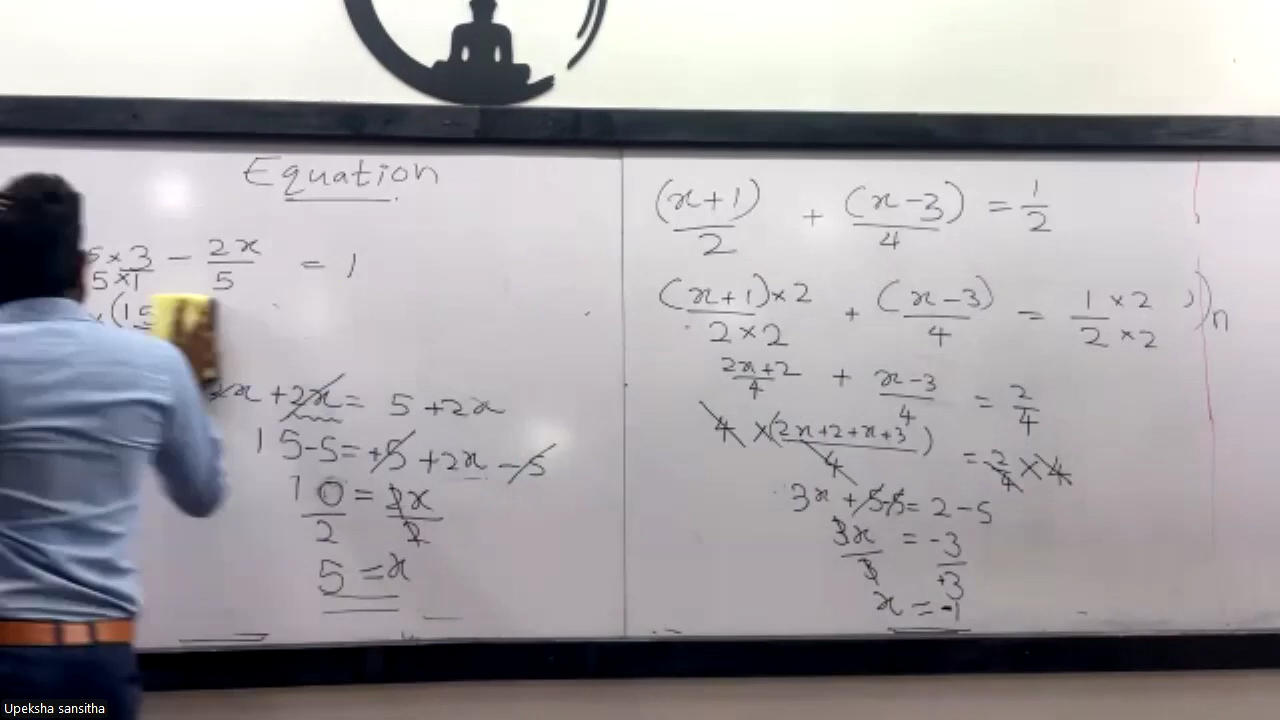 Equation
5 × 3 / 5 × 1 − 2x/5 = 1
(15
2x + 2x = 5 + 2x
15-5 = +5 + 2x - 5
10/2 = 2x/2
5 = x
(x+1)/2 + (x-3)/4 = 1/2
(x+1)×2 / 2×2 + (x-3)/4 = 1×2 / 2×2 )n
2x+2/4 + x-3/4 = 2/4
4 × (2x+2+x+3)/4 = 2/4 × 4
3x + 5-5 = 2-5
3x/3 = -3/+3
x = -1
Upeksha sansitha